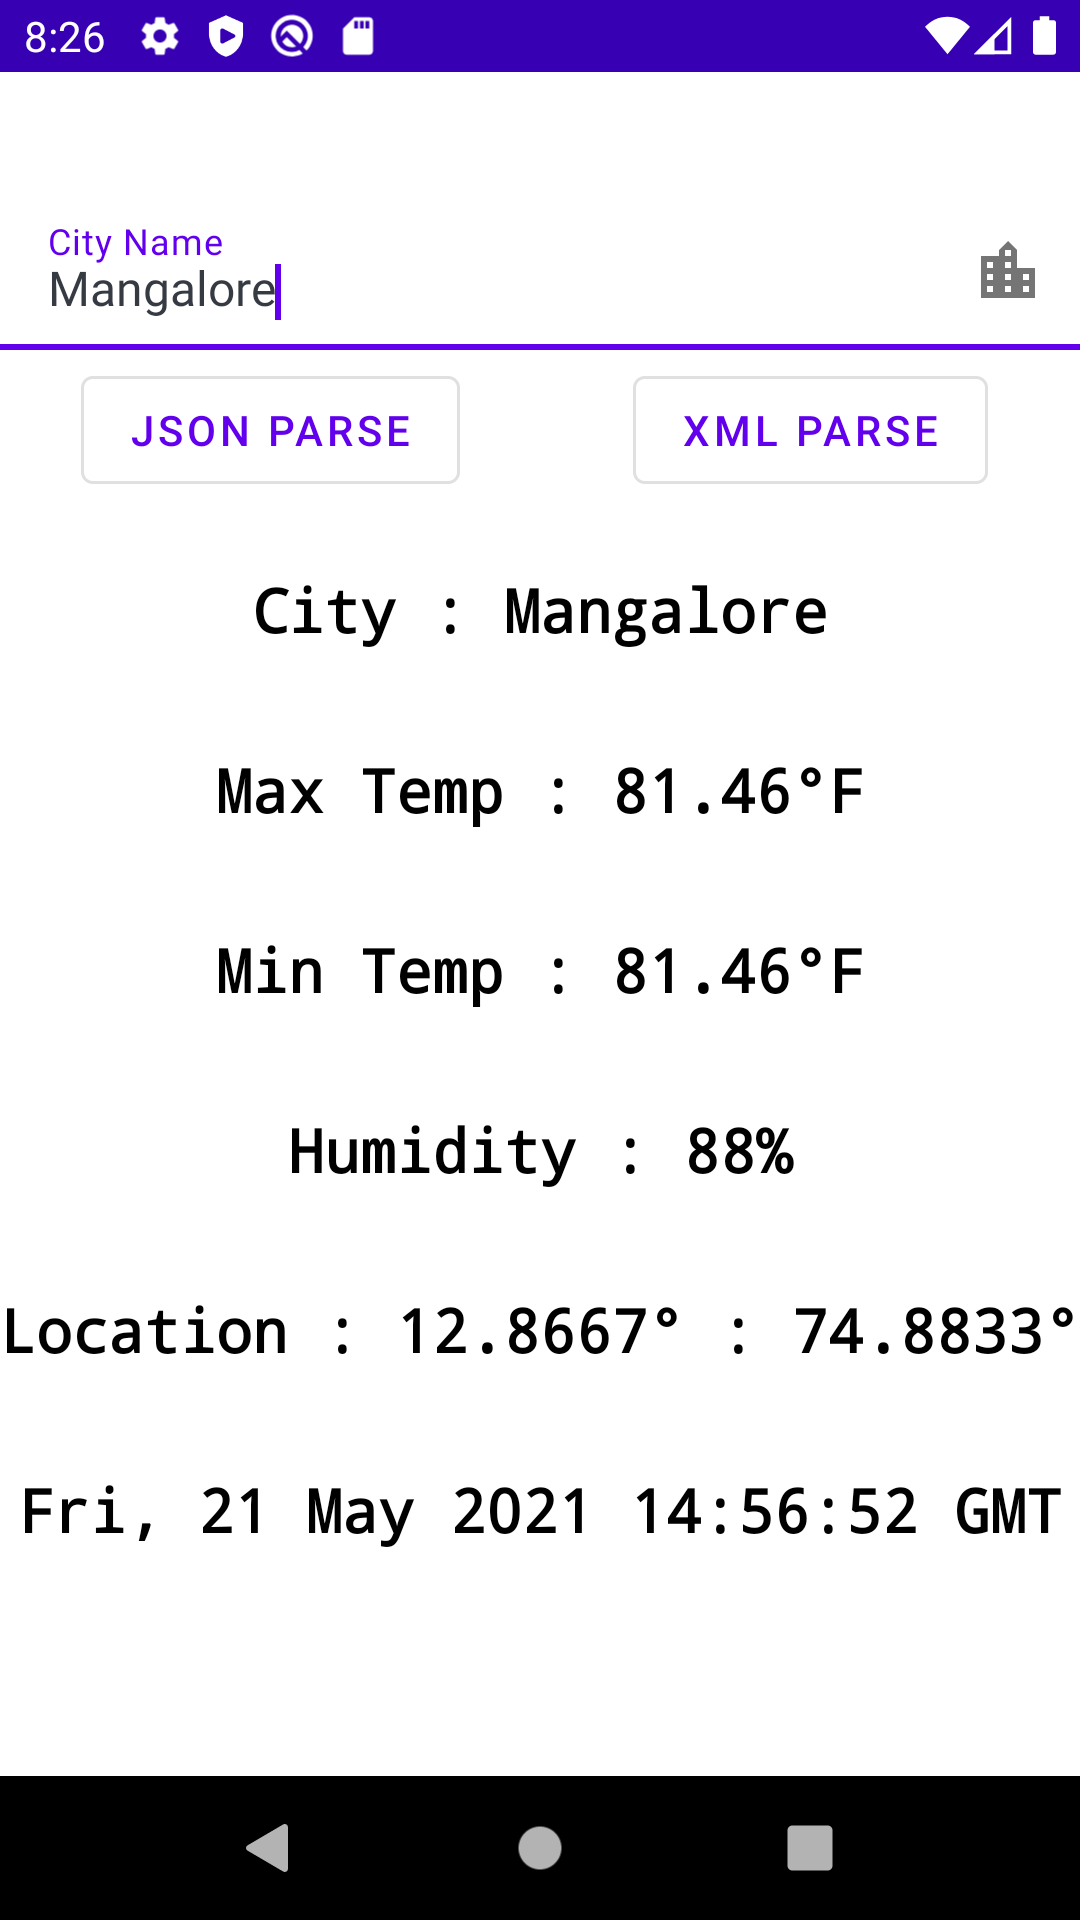 8:26
City Name
Mangalore
JSON PARSE XML PARSE
City : Mangalore
Max Temp : 81.46°F
Min Temp : 81.46°F
Humidity : 88%
Location : 12.8667° : 74.8833°
Fri, 21 May 2021 14:56:52 GMT